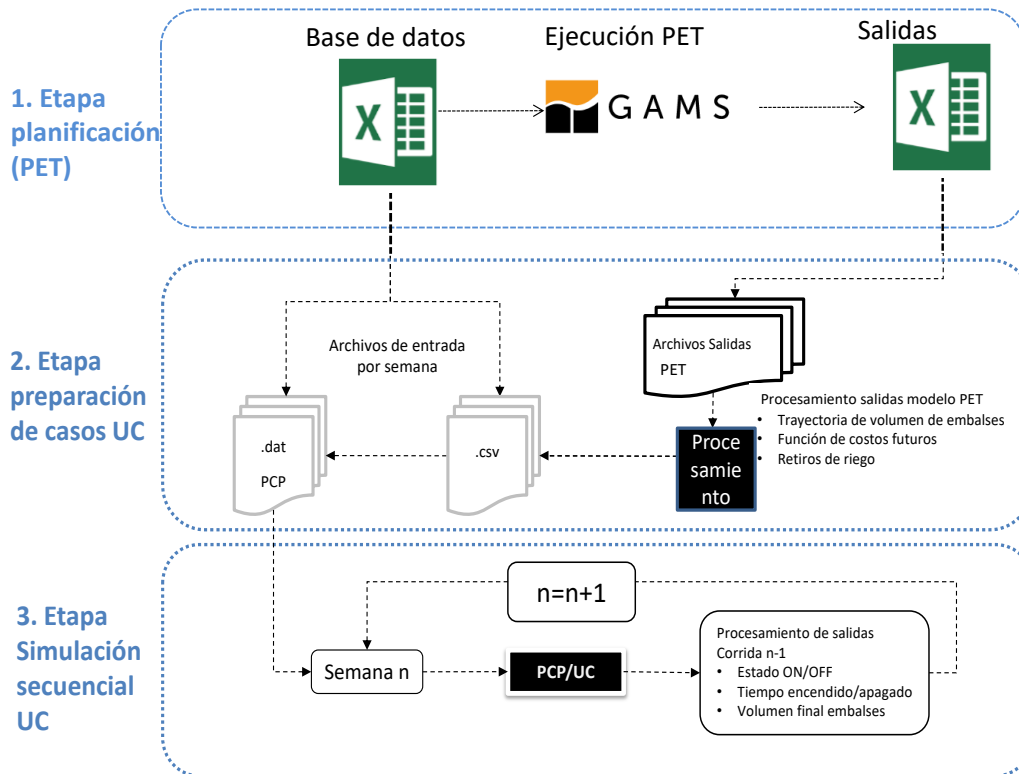 Base de datos
Ejecución PET
Salidas
1. Etapa
planificación
(PET)
X
GAMS
X
2. Etapa
preparación
de casos UC
Archivos de entrada
por semana
.dat
PCP
.csv
Archivos Salidas
PET
Proce
samie
nto
Procesamiento salidas modelo PET
• Trayectoria de volumen de embalses
• Función de costos futuros
• Retiros de riego
3. Etapa
Simulación
secuencial
UC
n=n+1
Semana n
PCP/UC
Procesamiento de salidas
Corrida n-1
• Estado ON/OFF
• Tiempo encendido/apagado
• Volumen final embalses